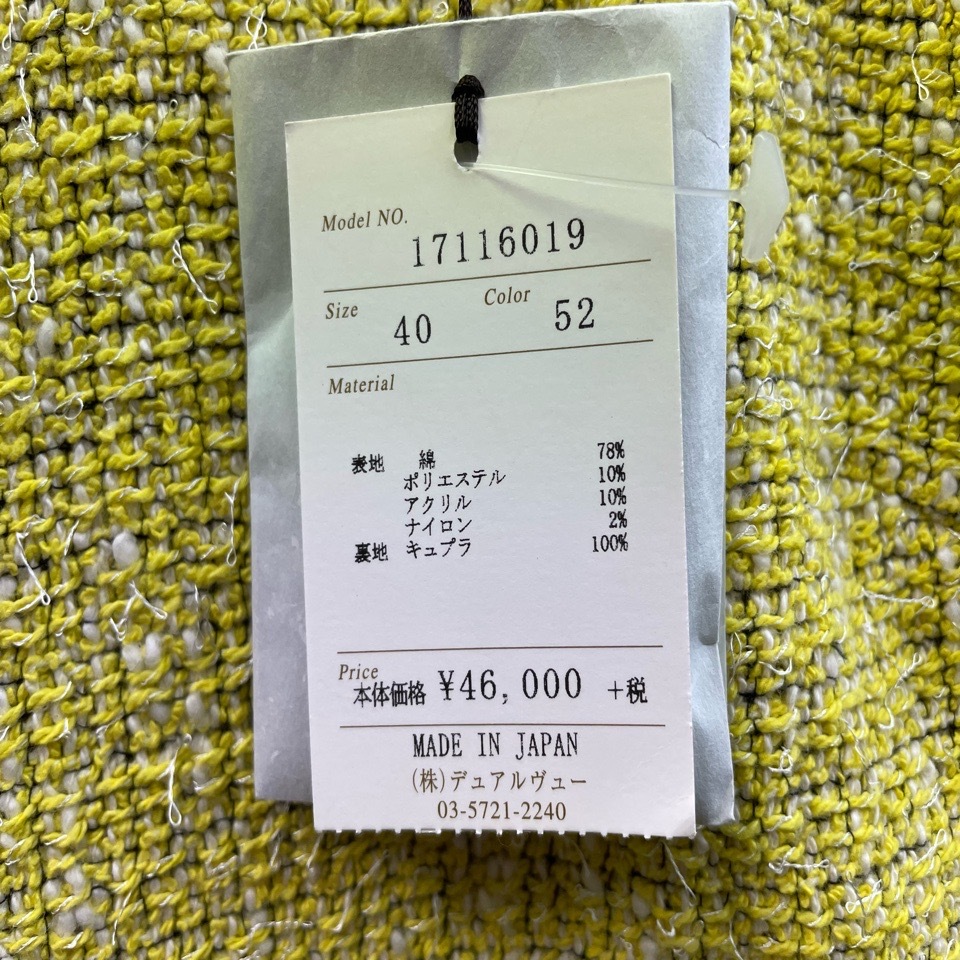 Model NO.
17116019
Size 40 Color 52
Material
表地 綿 78%
ポリエステル 10%
アクリル 10%
ナイロン 2%
裏地 キュプラ 100%
Price
本体価格 ¥46,000 +税
MADE IN JAPAN
(株)デュアルヴュー
03-5721-2240